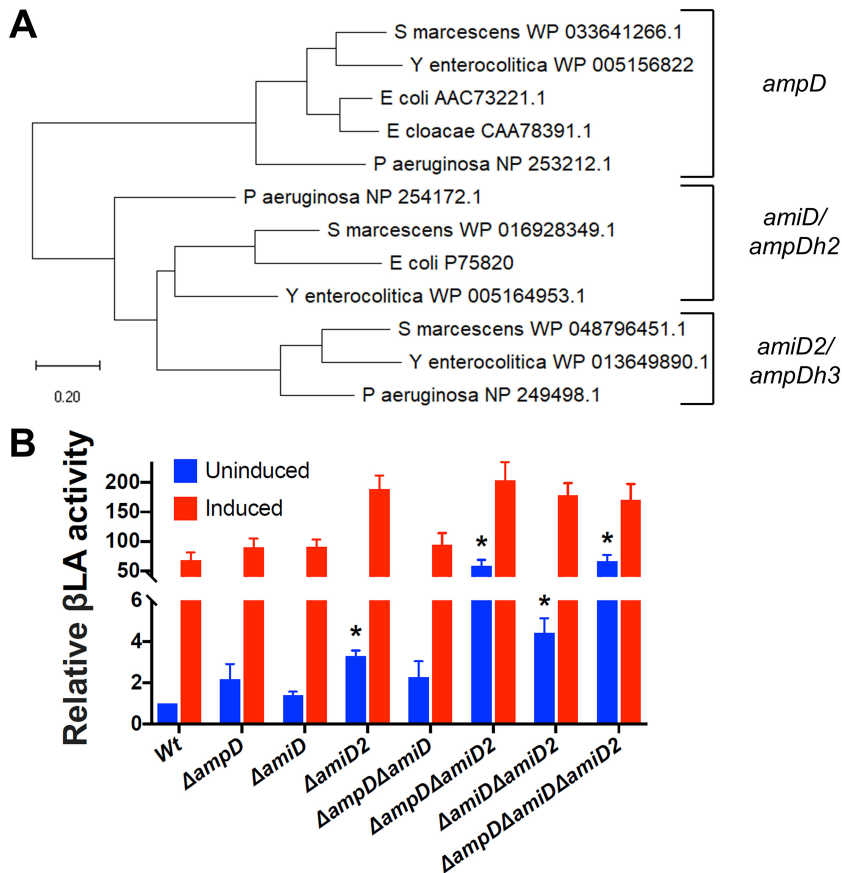 A
S marcescens WP 033641266.1
Y enterocolitica WP 005156822
E coli AAC73221.1
E cloacae CAA78391.1
P aeruginosa NP 253212.1
ampD
P aeruginosa NP 254172.1
S marcescens WP 016928349.1
E coli P75820
Y enterocolitica WP 005164953.1
amiD/
ampDh2
S marcescens WP 048796451.1
Y enterocolitica WP 013649890.1
P aeruginosa NP 249498.1
amiD2/
ampDh3
0.20
B
Relative βLA activity
Uninduced
Induced
200
150
100
50
6
4
2
0
*
*
*
*
Wt
ΔampD
ΔamiD
ΔamiD2
ΔampDΔamiD
ΔampDΔamiD2
ΔamiDΔamiD2
ΔampDΔamiDΔamiD2